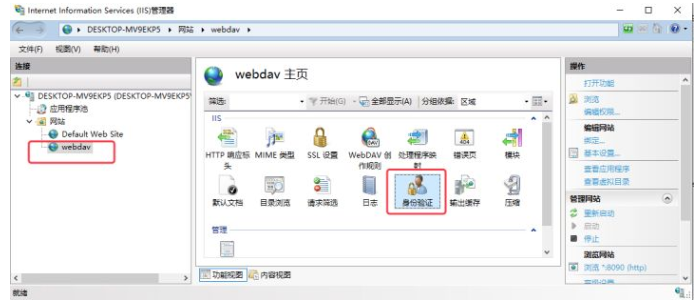 Internet Information Services (IIS)管理器
DESKTOP-MV9EKP5 网站 webdav
文件(F) 视图(V) 帮助(H)
连接
DESKTOP-MV9EKP5 (DESKTOP-MV9EKP5
应用程序池
网站
Default Web Site
webdav
webdav 主页
筛选: 开始(G) 全部显示(A) 分组依据: 区域
IIS
HTTP 响应标头 MIME 类型 SSL 设置 WebDAV 创作规则 处理程序映射 错误页 模块
默认文档 目录浏览 请求筛选 日志 身份验证 输出缓存 压缩
管理
功能视图 内容视图
操作
打开功能
浏览
编辑权限...
编辑网站
绑定...
基本设置...
查看应用程序
查看虚拟目录
管理网站
重新启动
启动
停止
浏览网站
浏览 *:8090 (http)
高级设置...
就绪